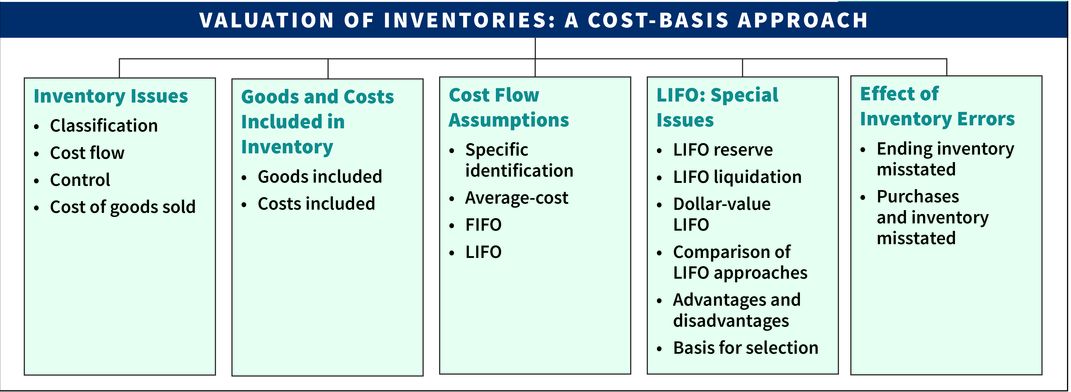 VALUATION OF INVENTORIES: A COST-BASIS APPROACH
Inventory Issues
• Classification
• Cost flow
• Control
• Cost of goods sold
Goods and Costs
Included in
Inventory
• Goods included
• Costs included
Cost Flow
Assumptions
• Specific
identification
• Average-cost
• FIFO
• LIFO
LIFO: Special
Issues
• LIFO reserve
• LIFO liquidation
• Dollar-value
LIFO
• Comparison of
LIFO approaches
• Advantages and
disadvantages
• Basis for selection
Effect of
Inventory Errors
• Ending inventory
misstated
• Purchases
and inventory
misstated